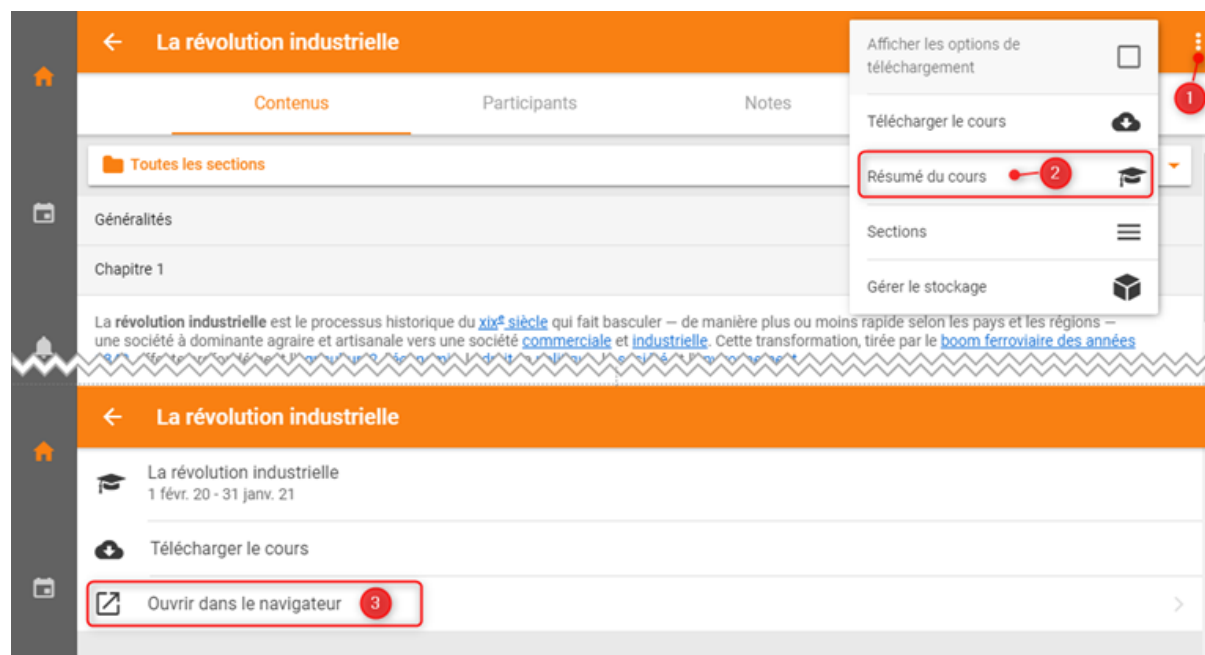 La révolution industrielle
Afficher les options de
téléchargement
1
Contenus
Participants
Notes
Télécharger le cours
Toutes les sections
Résumé du cours
2
Généralités
Sections
Chapitre 1
Gérer le stockage
La révolution industrielle est le processus historique du xixe siècle qui fait basculer — de manière plus ou moins rapide selon les pays et les régions —
une société à dominante agraire et artisanale vers une société commerciale et industrielle. Cette transformation, tirée par le boom ferroviaire des années
La révolution industrielle
La révolution industrielle
1 févr. 20 - 31 janv. 21
Télécharger le cours
Ouvrir dans le navigateur
3